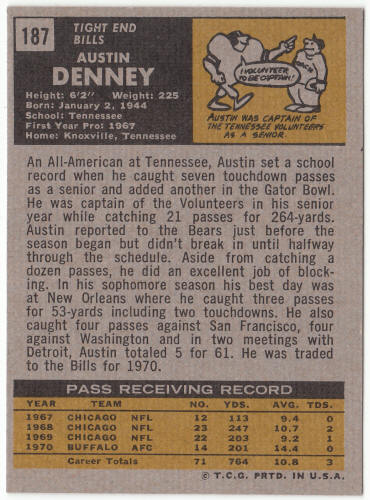 187
TIGHT END
BILLS
AUSTIN
DENNEY
Height: 6'2" Weight: 225
Born: January 2, 1944
School: Tennessee
First Year Pro: 1967
Home: Knoxville, Tennessee
I VOLUNTEER
TO BE CAPTAIN!
COACH
AUSTIN WAS CAPTAIN OF
THE TENNESSEE VOLUNTEERS
AS A SENIOR.
An All-American at Tennessee, Austin set a school
record when he caught seven touchdown passes
as a senior and added another in the Gator Bowl.
He was captain of the Volunteers in his senior
year while catching 21 passes for 264-yards.
Austin reported to the Bears just before the
season began but didn't break in until halfway
through the schedule. Aside from catching a
dozen passes, he did an excellent job of block-
ing. In his sophomore season his best day was
at New Orleans where he caught three passes
for 53-yards including two touchdowns. He also
caught four passes against San Francisco, four
against Washington and in two meetings with
Detroit, Austin totaled 5 for 61. He was traded
to the Bills for 1970.
PASS RECEIVING RECORD
YEAR TEAM NO. YDS. AVG. TDS.
1967 CHICAGO NFL 12 113 9.4 0
1968 CHICAGO NFL 23 247 10.7 2
1969 CHICAGO NFL 22 203 9.2 1
1970 BUFFALO AFC 14 201 14.4 0
Career Totals 71 764 10.8 3
© T.C.G. PRTD. IN U.S.A.